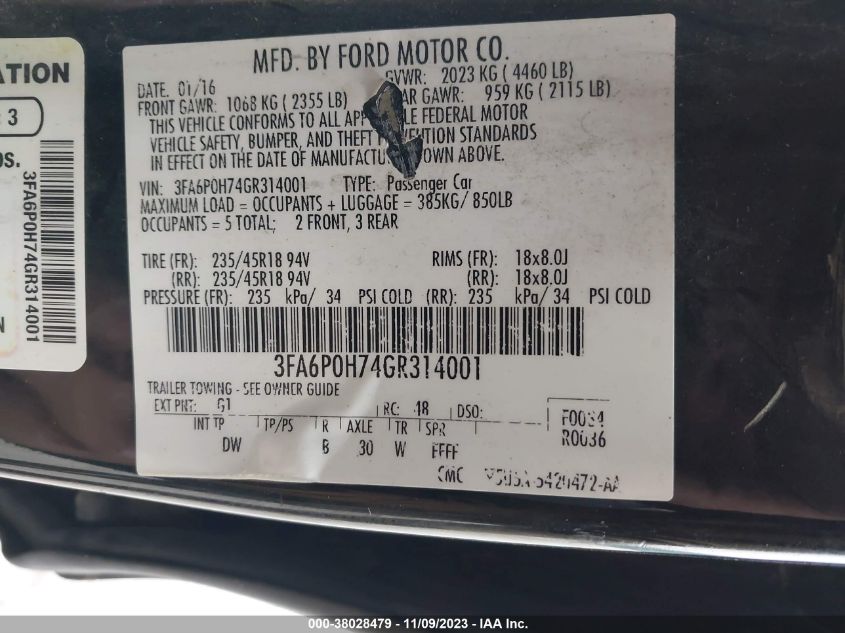 ATION
: 3
DS.
3FA6P0H74GR314001
N
MFD. BY FORD MOTOR CO.
DATE: 01/16 GVWR: 2023 KG ( 4460 LB)
FRONT GAWR: 1068 KG ( 2355 LB) AR GAWR: 959 KG ( 2115 LB)
THIS VEHICLE CONFORMS TO ALL APP LE FEDERAL MOTOR
VEHICLE SAFETY, BUMPER, AND THEFT VENTION STANDARDS
IN EFFECT ON THE DATE OF MANUFACTUR OWN ABOVE.
VIN: 3FA6P0H74GR314001 TYPE: Passenger Car
MAXIMUM LOAD = OCCUPANTS + LUGGAGE = 385KG/ 850LB
OCCUPANTS = 5 TOTAL; 2 FRONT, 3 REAR
TIRE (FR): 235/45R18 94V RIMS (FR): 18x8.0J
(RR): 235/45R18 94V (RR): 18x8.0J
PRESSURE (FR): 235 kPa/ 34 PSI COLD (RR): 235 kPa/ 34 PSI COLD
3FA6P0H74GR314001
TRAILER TOWING - SEE OWNER GUIDE
EXT PNT: G1 RC: 48 DSO: F0034
INT TP TP/PS R AXLE TR SPR R0036
DW B 30 W FFFF
CMC
000-38028479 - 11/09/2023 - IAA Inc.